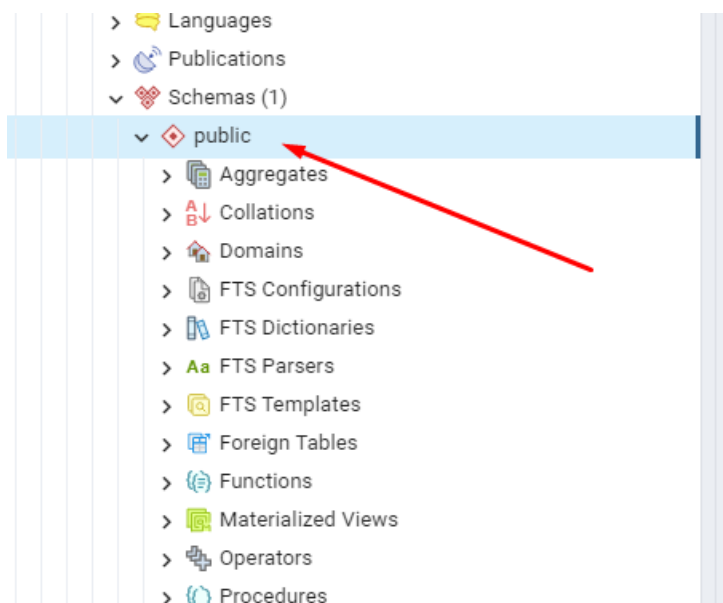 Languages
Publications
Schemas (1)
public
Aggregates
Collations
Domains
FTS Configurations
FTS Dictionaries
Aa FTS Parsers
FTS Templates
Foreign Tables
Functions
Materialized Views
Operators
Procedures